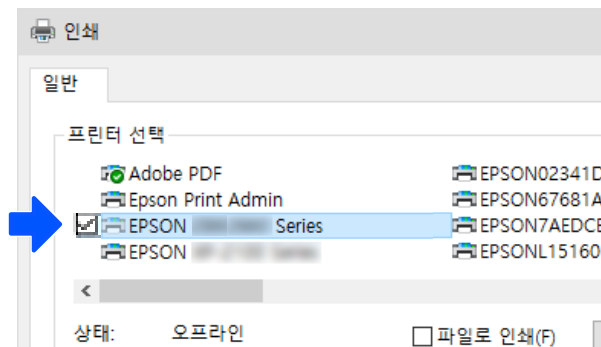 인쇄
일반
프린터 선택
Adobe PDF
EPSON02341D
Epson Print Admin
EPSON67681A
EPSON Series
EPSON7AEDCE
EPSON
EPSONL15160
상태: 오프라인
파일로 인쇄(F)